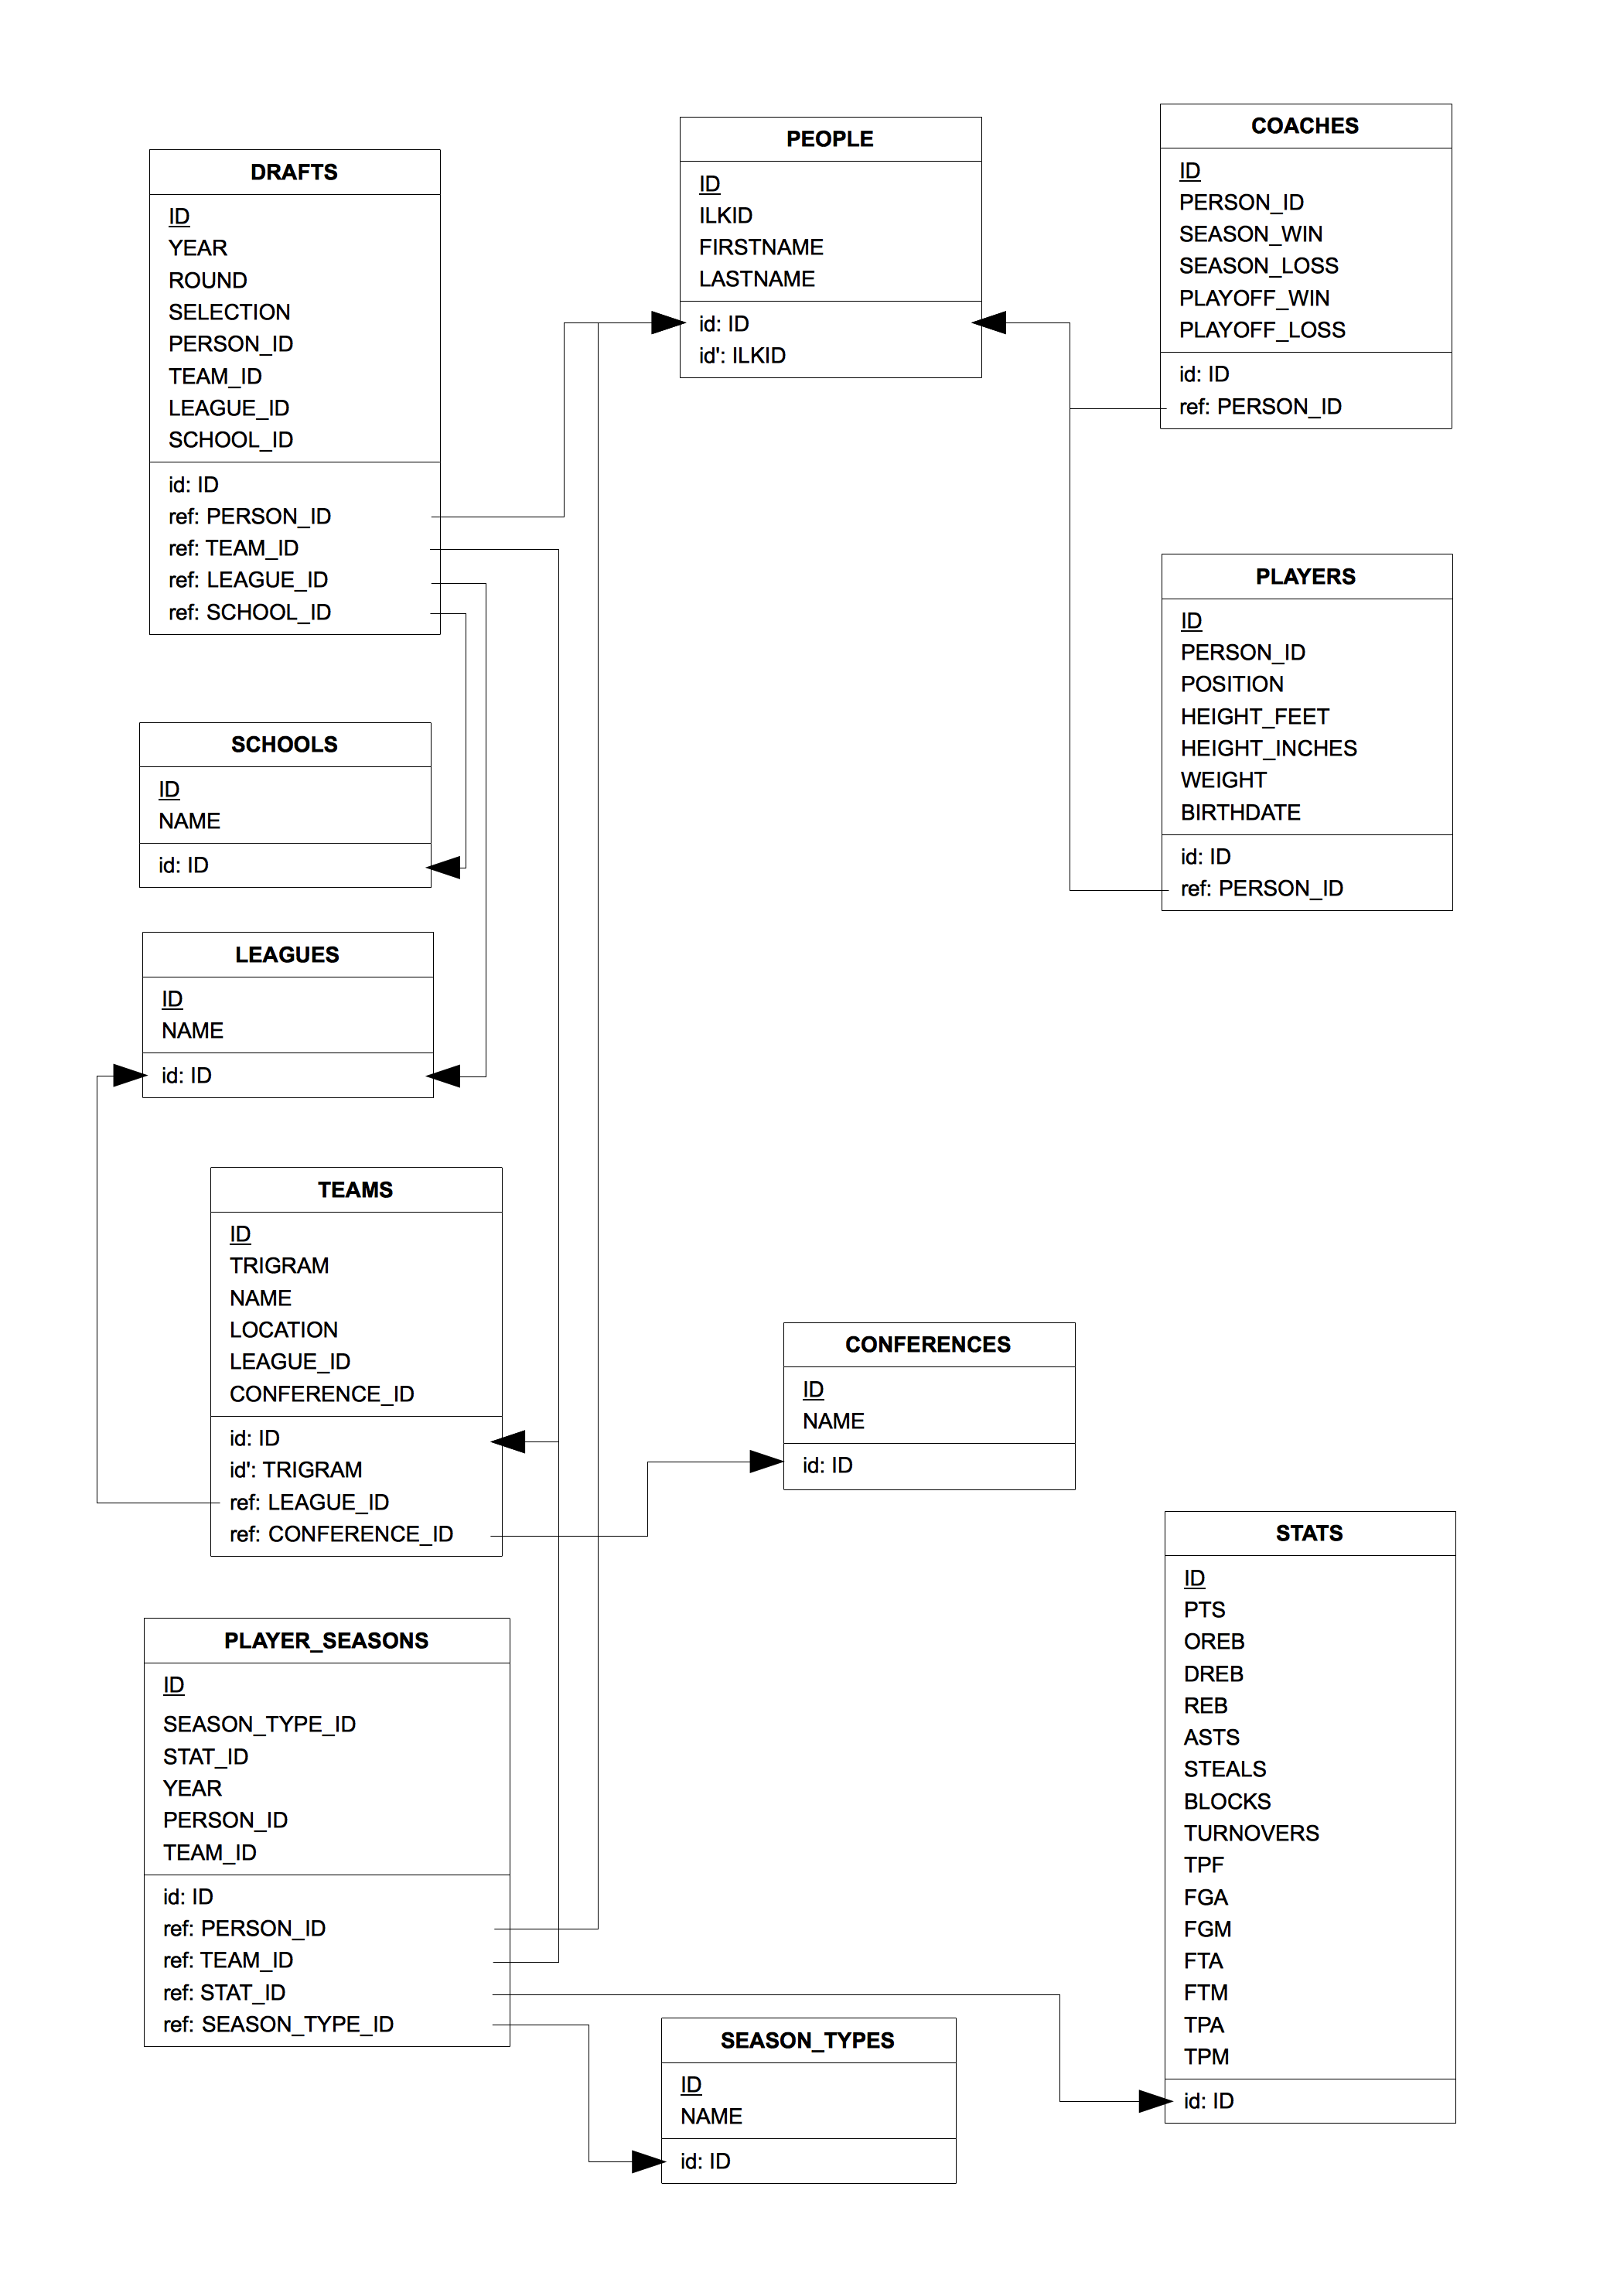 DRAFTS
ID
YEAR
ROUND
SELECTION
PERSON_ID
TEAM_ID
LEAGUE_ID
SCHOOL_ID
id: ID
ref: PERSON_ID
ref: TEAM_ID
ref: LEAGUE_ID
ref: SCHOOL_ID
PEOPLE
ID
ILKID
FIRSTNAME
LASTNAME
id: ID
id': ILKID
COACHES
ID
PERSON_ID
SEASON_WIN
SEASON_LOSS
PLAYOFF_WIN
PLAYOFF_LOSS
id: ID
ref: PERSON_ID
PLAYERS
ID
PERSON_ID
POSITION
HEIGHT_FEET
HEIGHT_INCHES
WEIGHT
BIRTHDATE
id: ID
ref: PERSON_ID
SCHOOLS
ID
NAME
id: ID
LEAGUES
ID
NAME
id: ID
TEAMS
ID
TRIGRAM
NAME
LOCATION
LEAGUE_ID
CONFERENCE_ID
id: ID
id': TRIGRAM
ref: LEAGUE_ID
ref: CONFERENCE_ID
CONFERENCES
ID
NAME
id: ID
PLAYER_SEASONS
ID
SEASON_TYPE_ID
STAT_ID
YEAR
PERSON_ID
TEAM_ID
id: ID
ref: PERSON_ID
ref: TEAM_ID
ref: STAT_ID
ref: SEASON_TYPE_ID
SEASON_TYPES
ID
NAME
id: ID
STATS
ID
PTS
OREB
DREB
REB
ASTS
STEALS
BLOCKS
TURNOVERS
TPF
FGA
FGM
FTA
FTM
TPA
TPM
id: ID